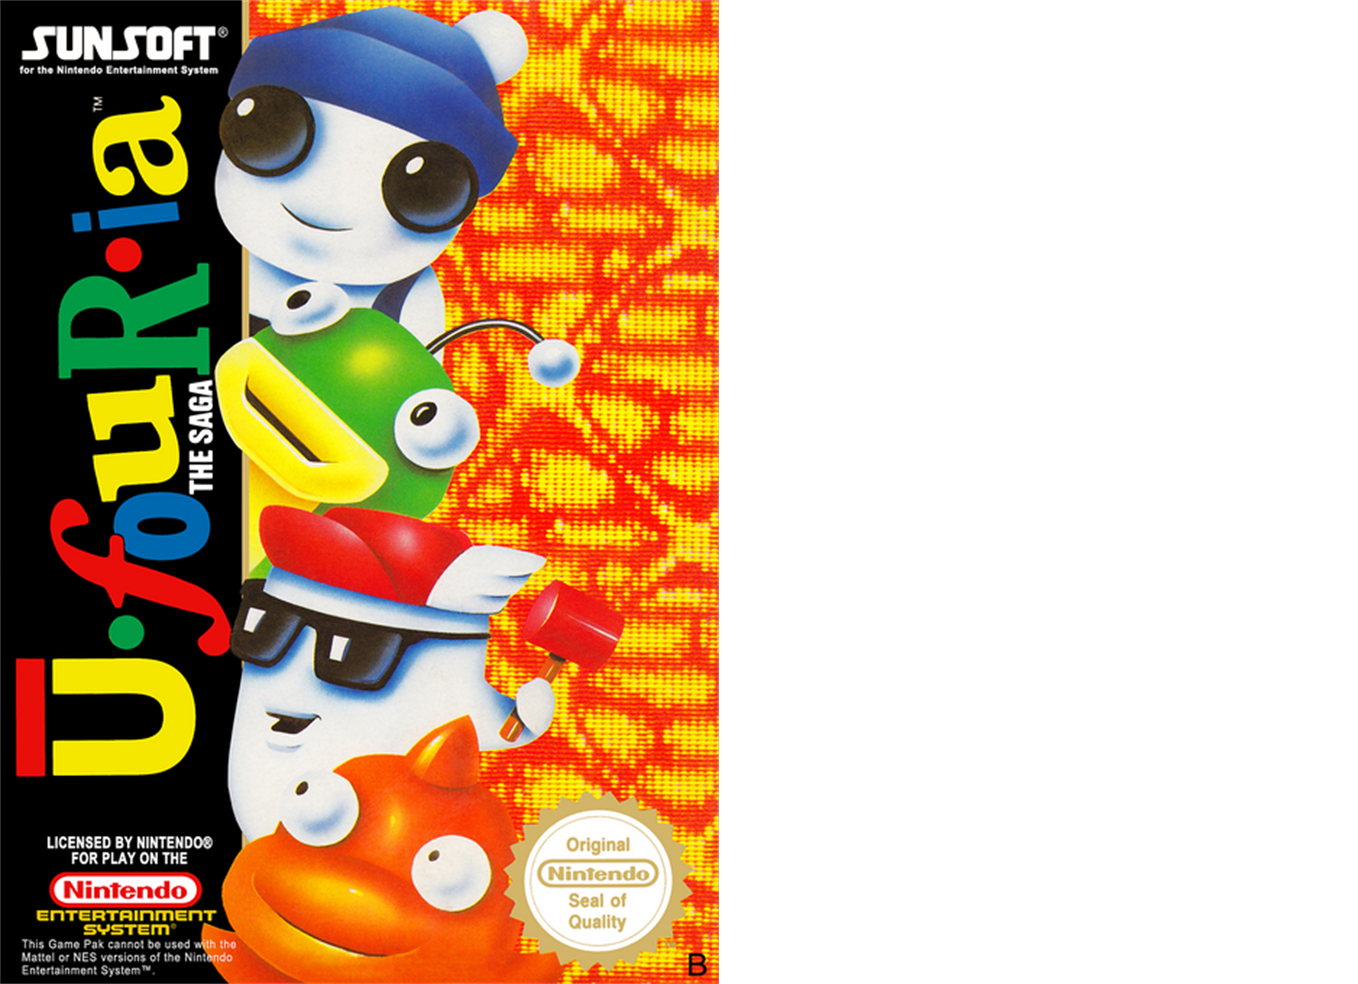 SUNSOFT®
for the Nintendo Entertainment System
Ū•fouR•ia™
THE SAGA
LICENSED BY NINTENDO®
FOR PLAY ON THE
Nintendo
ENTERTAINMENT
SYSTEM®
This Game Pak cannot be used with the
Mattel or NES versions of the Nintendo
Entertainment System™.
Original
Nintendo
Seal of
Quality
B